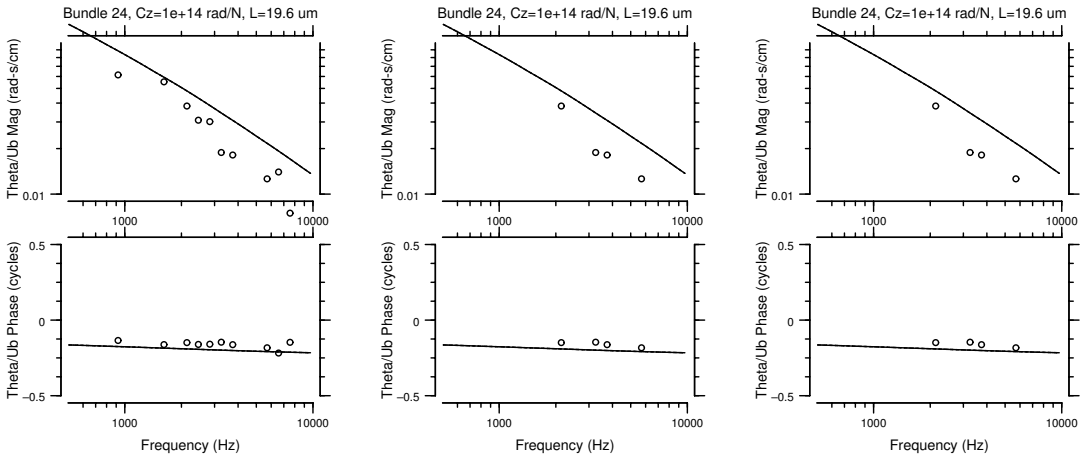 Bundle 24, Cz=1e+14 rad/N, L=19.6 um
Theta/Ub Mag (rad-s/cm)
0.01
1000
10000
Theta/Ub Phase (cycles)
0.5
0
−0.5
1000
10000
Frequency (Hz)
Bundle 24, Cz=1e+14 rad/N, L=19.6 um
Theta/Ub Mag (rad-s/cm)
0.01
1000
10000
Theta/Ub Phase (cycles)
0.5
0
−0.5
1000
10000
Frequency (Hz)
Bundle 24, Cz=1e+14 rad/N, L=19.6 um
Theta/Ub Mag (rad-s/cm)
0.01
1000
10000
Theta/Ub Phase (cycles)
0.5
0
−0.5
1000
10000
Frequency (Hz)